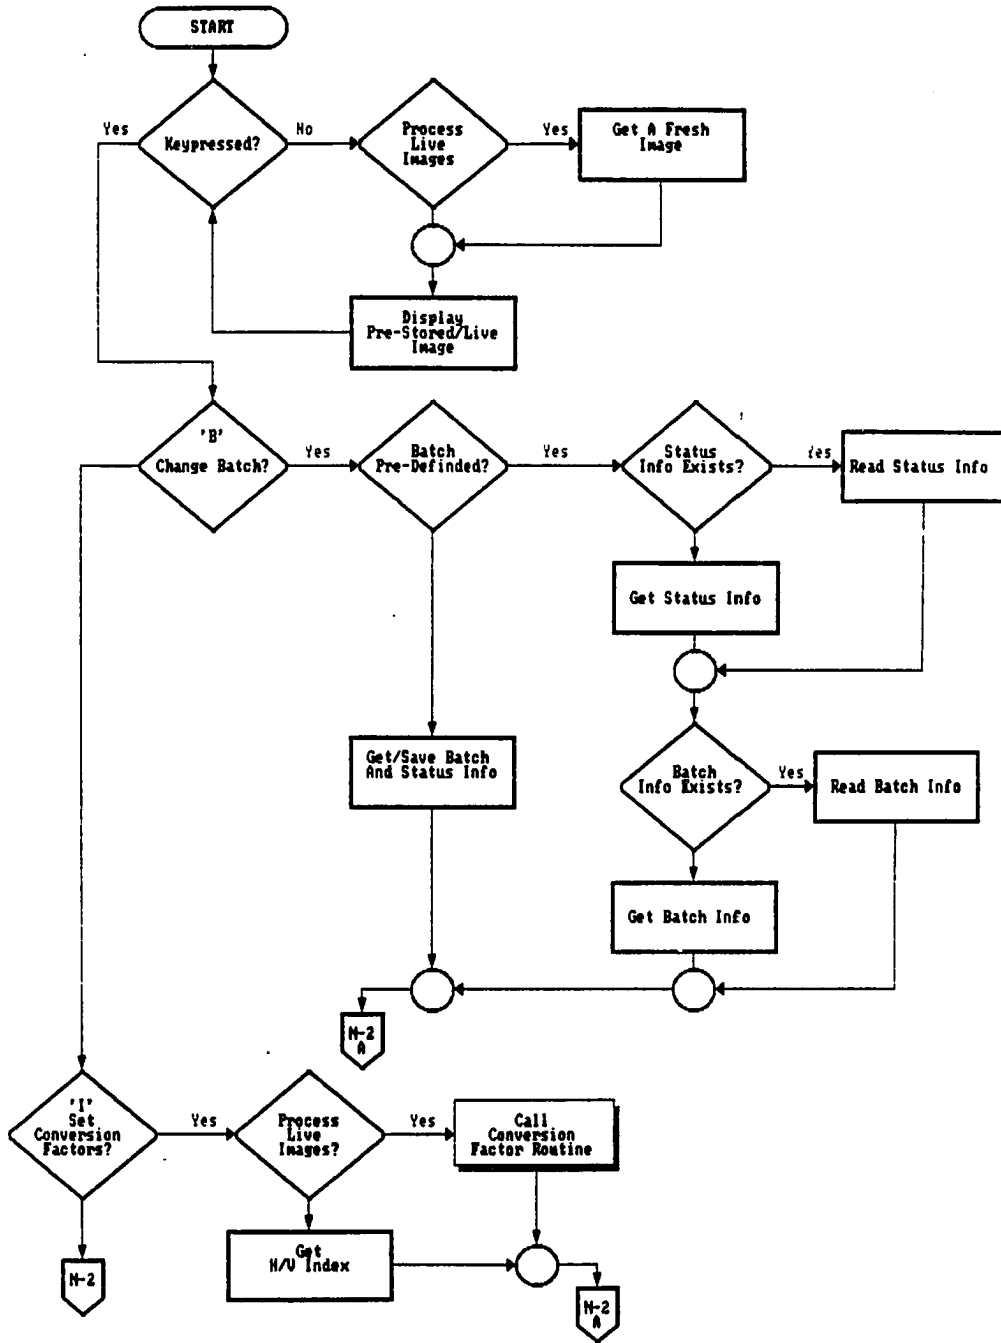 START
Yes
Keypressed?
No
Process
Live
Images
Yes
Get A Fresh
Image
Display
Pre-Stored/Live
Image
'B'
Change Batch?
Yes
Batch
Pre-Definded?
Yes
Status
Info Exists?
Yes
Read Status Info
Get Status Info
Get/Save Batch
And Status Info
Batch
Info Exists?
Yes
Read Batch Info
Get Batch Info
M-2
A
'I'
Set
Conversion
Factors?
Yes
Process
Live
Images?
Yes
Call
Conversion
Factor Routine
Get
H/V Index
M-2
M-2
A